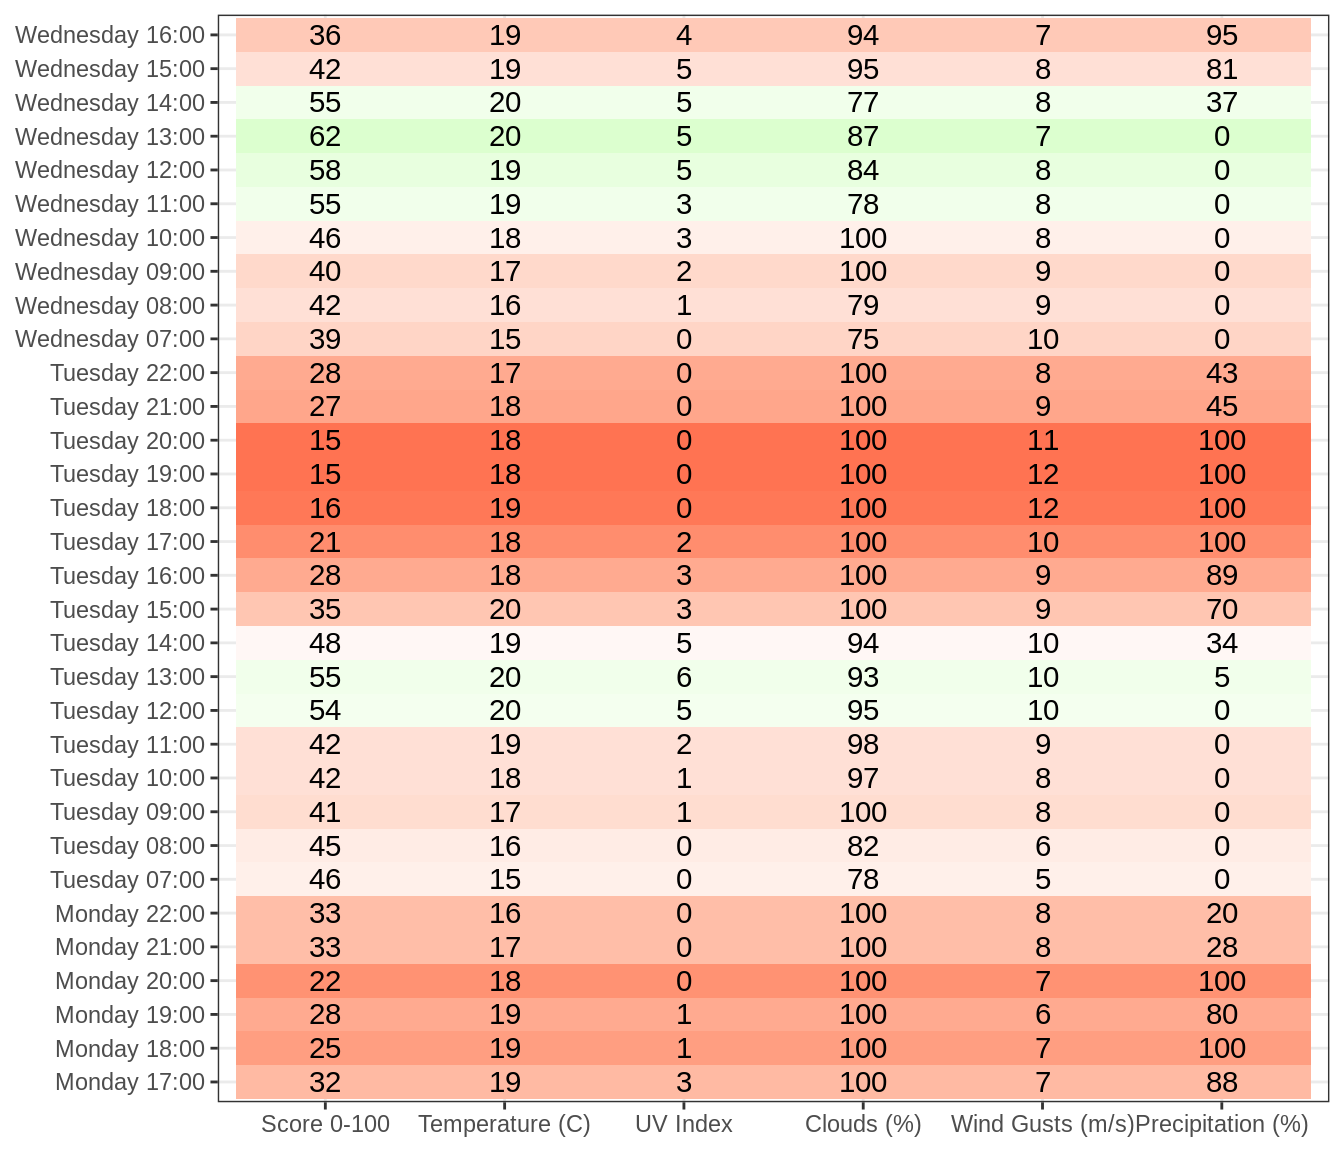 Wednesday 16:00 36 19 4 94 7 95
Wednesday 15:00 42 19 5 95 8 81
Wednesday 14:00 55 20 5 77 8 37
Wednesday 13:00 62 20 5 87 7 0
Wednesday 12:00 58 19 5 84 8 0
Wednesday 11:00 55 19 3 78 8 0
Wednesday 10:00 46 18 3 100 8 0
Wednesday 09:00 40 17 2 100 9 0
Wednesday 08:00 42 16 1 79 9 0
Wednesday 07:00 39 15 0 75 10 0
Tuesday 22:00 28 17 0 100 8 43
Tuesday 21:00 27 18 0 100 9 45
Tuesday 20:00 15 18 0 100 11 100
Tuesday 19:00 15 18 0 100 12 100
Tuesday 18:00 16 19 0 100 12 100
Tuesday 17:00 21 18 2 100 10 100
Tuesday 16:00 28 18 3 100 9 89
Tuesday 15:00 35 20 3 100 9 70
Tuesday 14:00 48 19 5 94 10 34
Tuesday 13:00 55 20 6 93 10 5
Tuesday 12:00 54 20 5 95 10 0
Tuesday 11:00 42 19 2 98 9 0
Tuesday 10:00 42 18 1 97 8 0
Tuesday 09:00 41 17 1 100 8 0
Tuesday 08:00 45 16 0 82 6 0
Tuesday 07:00 46 15 0 78 5 0
Monday 22:00 33 16 0 100 8 20
Monday 21:00 33 17 0 100 8 28
Monday 20:00 22 18 0 100 7 100
Monday 19:00 28 19 1 100 6 80
Monday 18:00 25 19 1 100 7 100
Monday 17:00 32 19 3 100 7 88
Score 0-100 Temperature (C) UV Index Clouds (%) Wind Gusts (m/s) Precipitation (%)